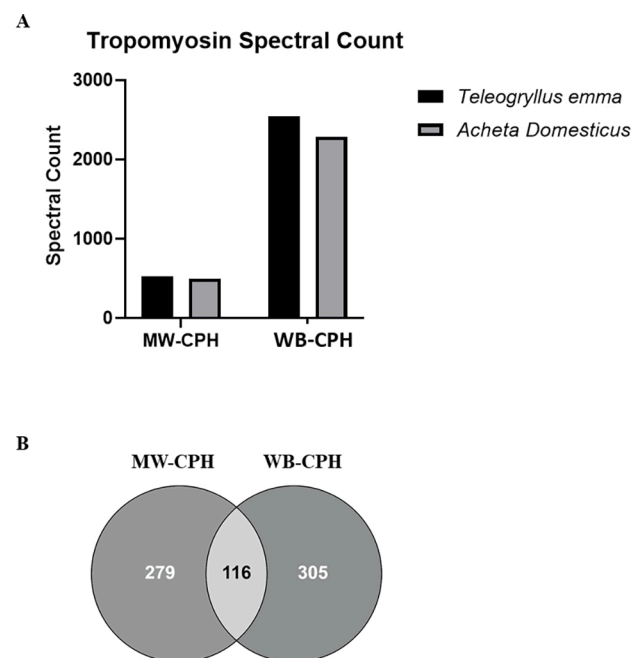 A
Tropomyosin Spectral Count
3000
2000
1000
0
Spectral Count
MW-CPH
WB-CPH
Teleogryllus emma
Acheta Domesticus
B
MW-CPH
WB-CPH
279
116
305